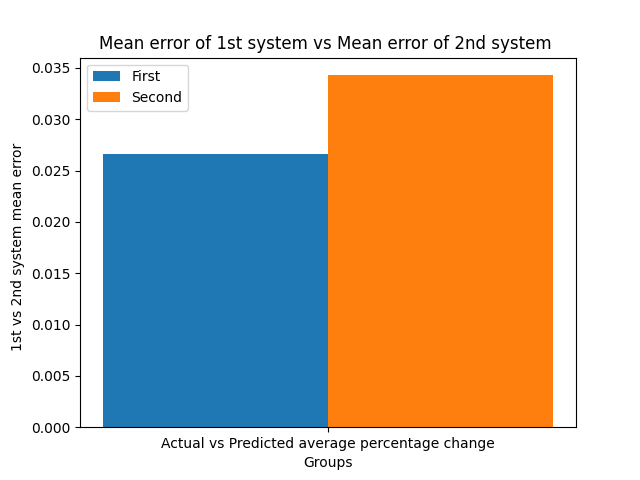 Mean error of 1st system vs Mean error of 2nd system
First
Second
0.035
0.030
0.025
0.020
0.015
0.010
0.005
0.000
1st vs 2nd system mean error
Actual vs Predicted average percentage change
Groups